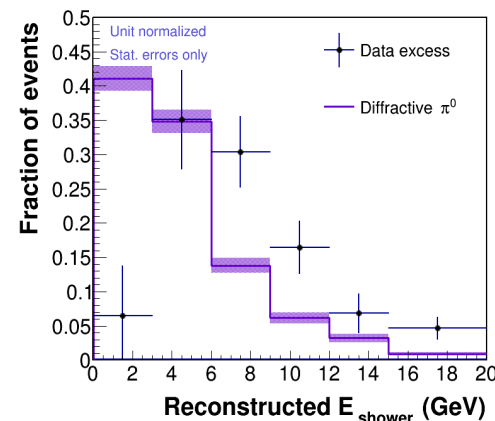 Unit normalized
Stat. errors only
Data excess
Diffractive π⁰
Fraction of events
0.5
0.45
0.4
0.35
0.3
0.25
0.2
0.15
0.1
0.05
0
0 2 4 6 8 10 12 14 16 18 20
Reconstructed E shower (GeV)